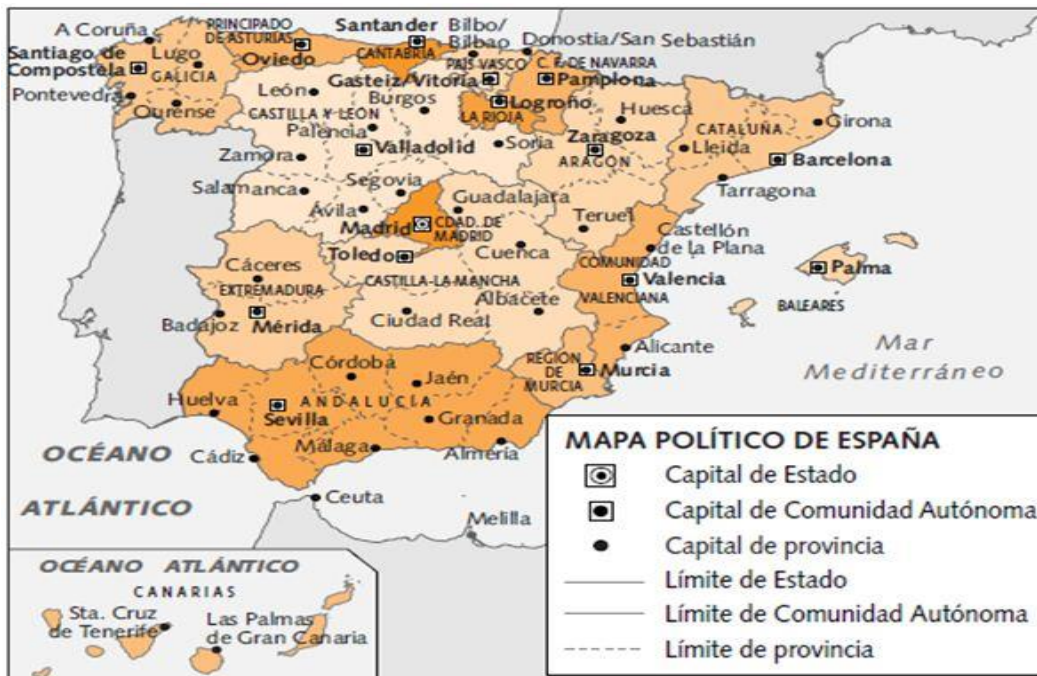 A Coruña
PRINCIPADO
DE ASTURIAS
Santander
Bilbo/
Bilbao
Donostia/San Sebastián
Santiago de
Compostela
Lugo
GALICIA
Oviedo
CANTABRIA
PAÍS VASCO
C. F. DE NAVARRA
Gasteiz/Vitoria
Pamplona
Pontevedra
Ourense
León
Burgos
Logroño
LA RIOJA
Huesca
CASTILLA Y LEÓN
Palencia
Zaragoza
CATALUÑA
Girona
Zamora
Valladolid
Soria
ARAGÓN
Lleida
Barcelona
Salamanca
Segovia
Guadalajara
Tarragona
Ávila
Madrid
CDAD. DE
MADRID
Teruel
Castellón
de la Plana
Toledo
Cuenca
COMUNIDAD
VALENCIANA
Cáceres
EXTREMADURA
CASTILLA-LA MANCHA
Valencia
Palma
BALEARES
Badajoz
Mérida
Ciudad Real
Albacete
Alicante
Mar
Mediterráneo
Córdoba
Jaén
REGIÓN
DE
MURCIA
Murcia
Huelva
Sevilla
ANDALUCÍA
Granada
Cádiz
Málaga
Almería
OCÉANO
ATLÁNTICO
Ceuta
Melilla
OCÉANO ATLÁNTICO
CANARIAS
Sta. Cruz
de Tenerife
Las Palmas
de Gran Canaria
MAPA POLÍTICO DE ESPAÑA
Capital de Estado
Capital de Comunidad Autónoma
Capital de provincia
Límite de Estado
Límite de Comunidad Autónoma
Límite de provincia